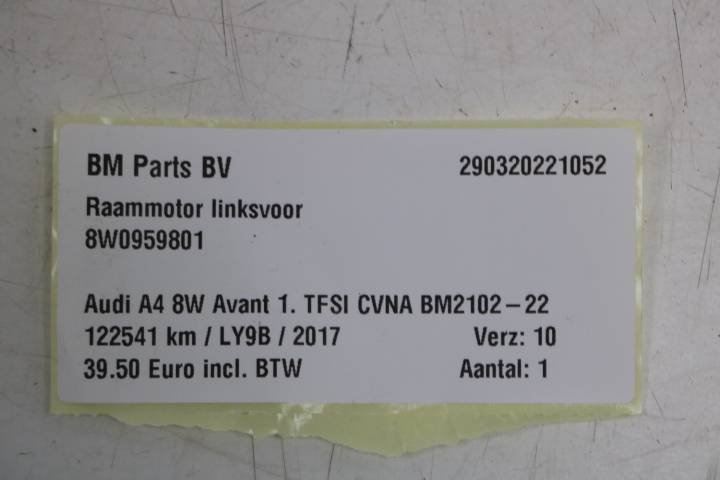 BM Parts BV 290320221052
Raammotor linksvoor
8W0959801
Audi A4 8W Avant 1. TFSI CVNA BM2102-22
122541 km / LY9B / 2017 Verz: 10
39.50 Euro incl. BTW Aantal: 1